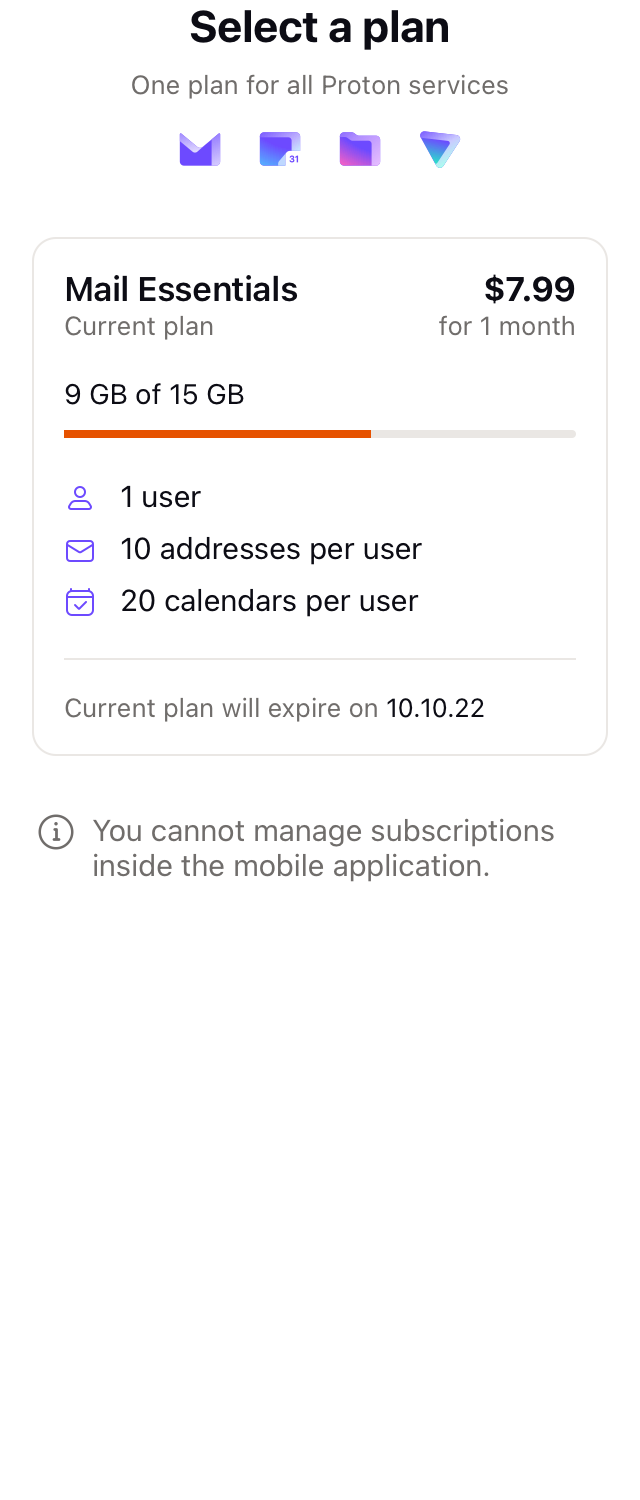 Select a plan
One plan for all Proton services
31
Mail Essentials $7.99
Current plan for 1 month
9 GB of 15 GB
1 user
10 addresses per user
20 calendars per user
Current plan will expire on 10.10.22
You cannot manage subscriptions
inside the mobile application.